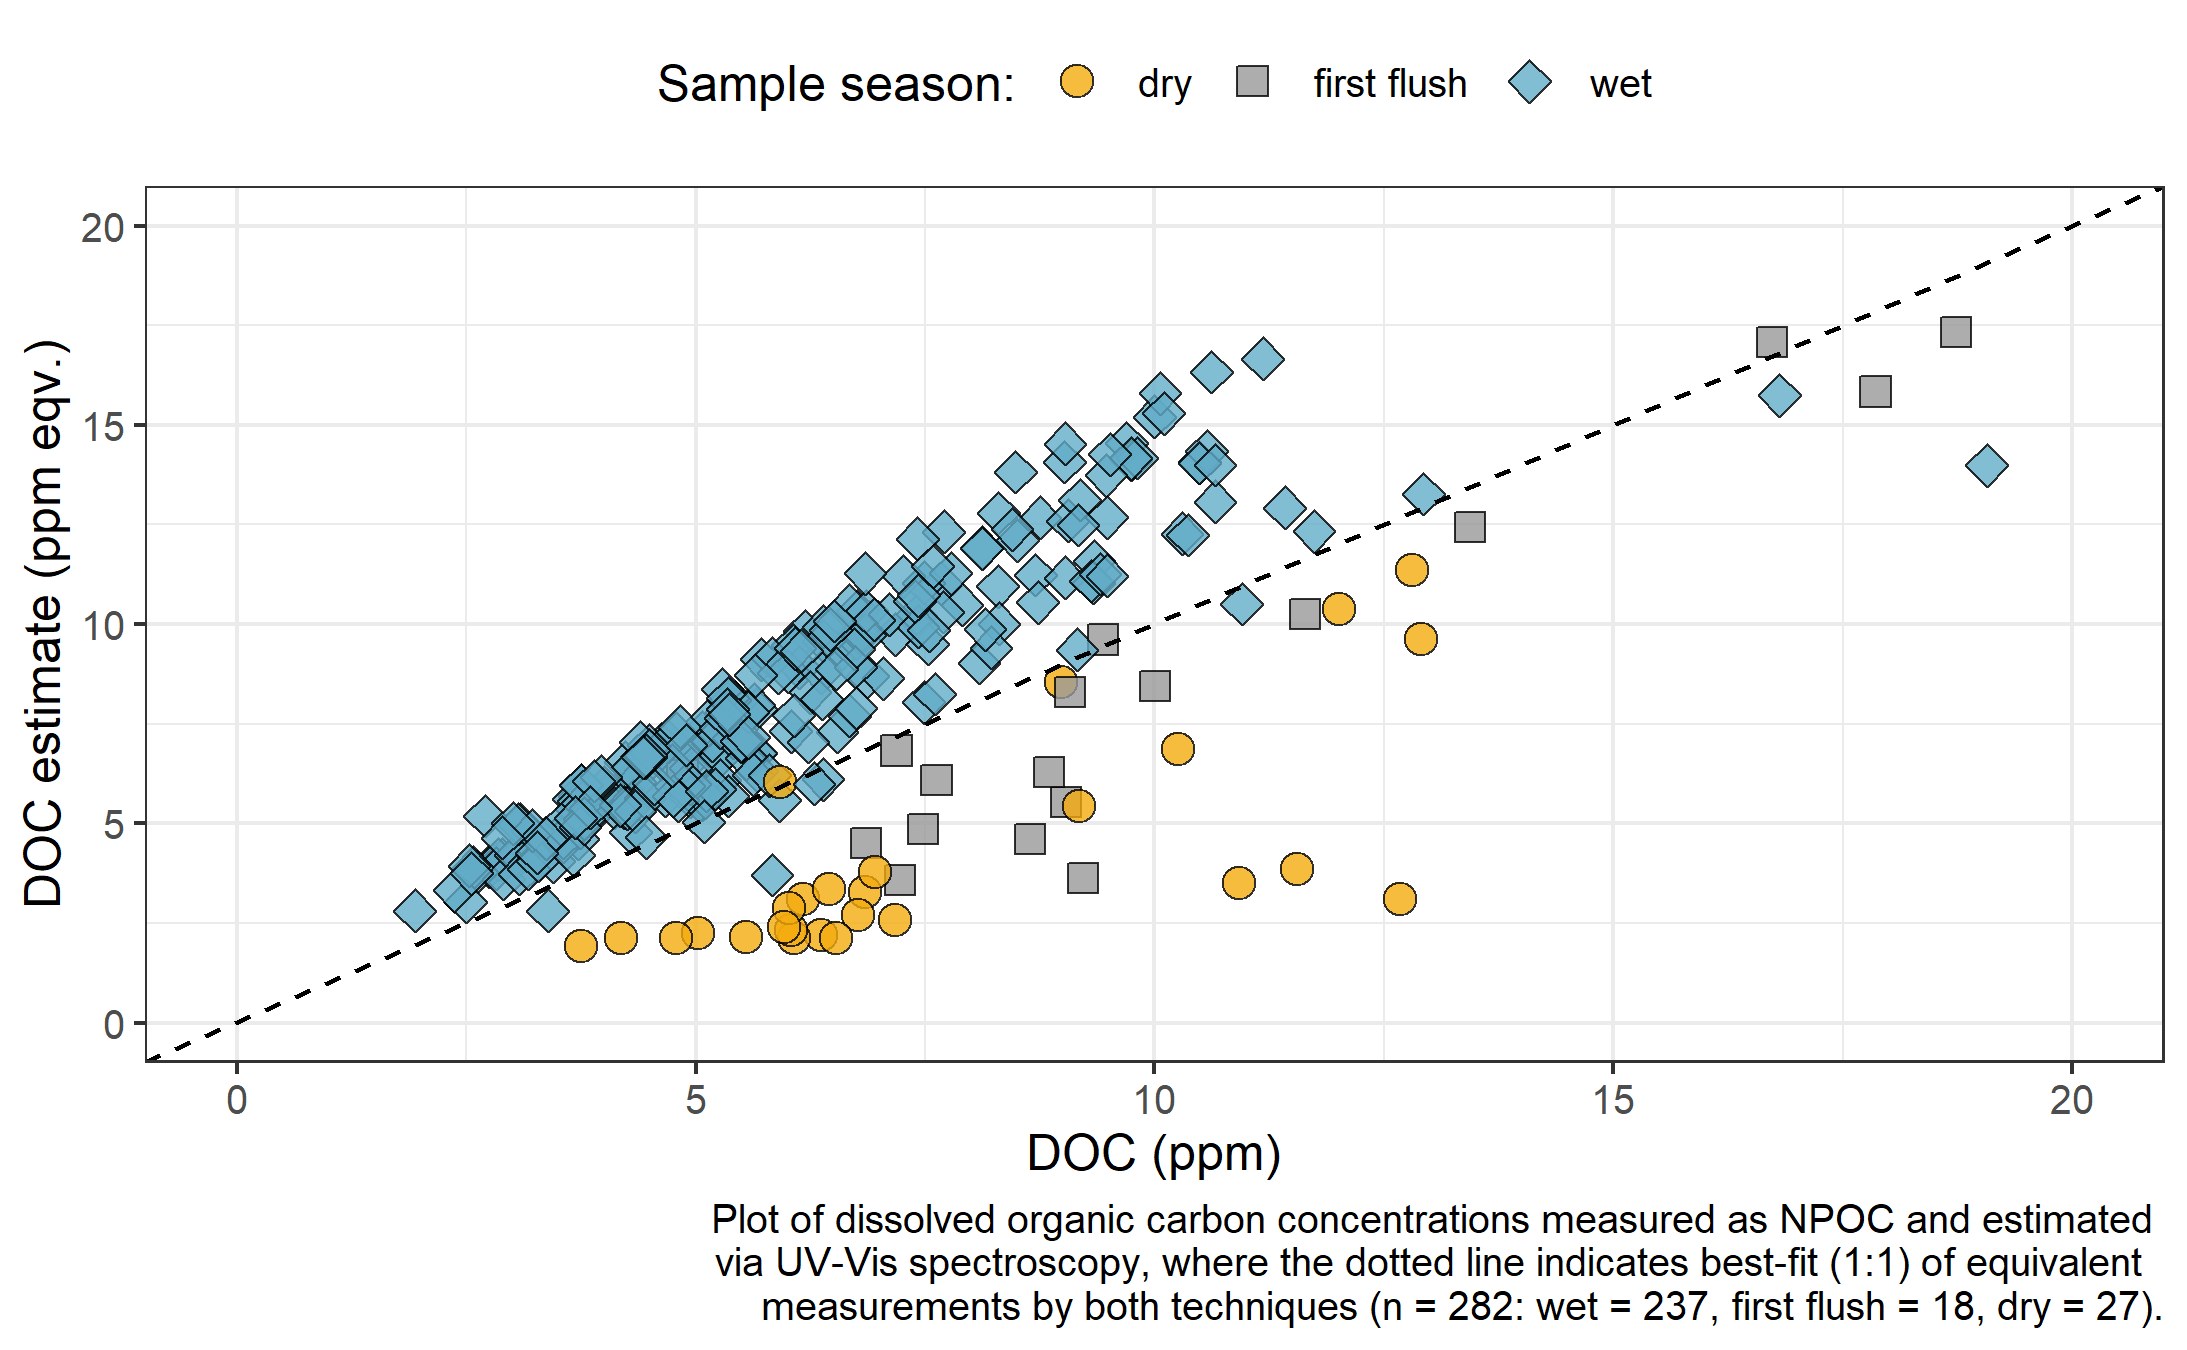 Sample season: dry first flush wet
20
15
10
5
0
DOC estimate (ppm eqv.)
0 5 10 15 20
DOC (ppm)
Plot of dissolved organic carbon concentrations measured as NPOC and estimated
via UV-Vis spectroscopy, where the dotted line indicates best-fit (1:1) of equivalent
measurements by both techniques (n = 282: wet = 237, first flush = 18, dry = 27).